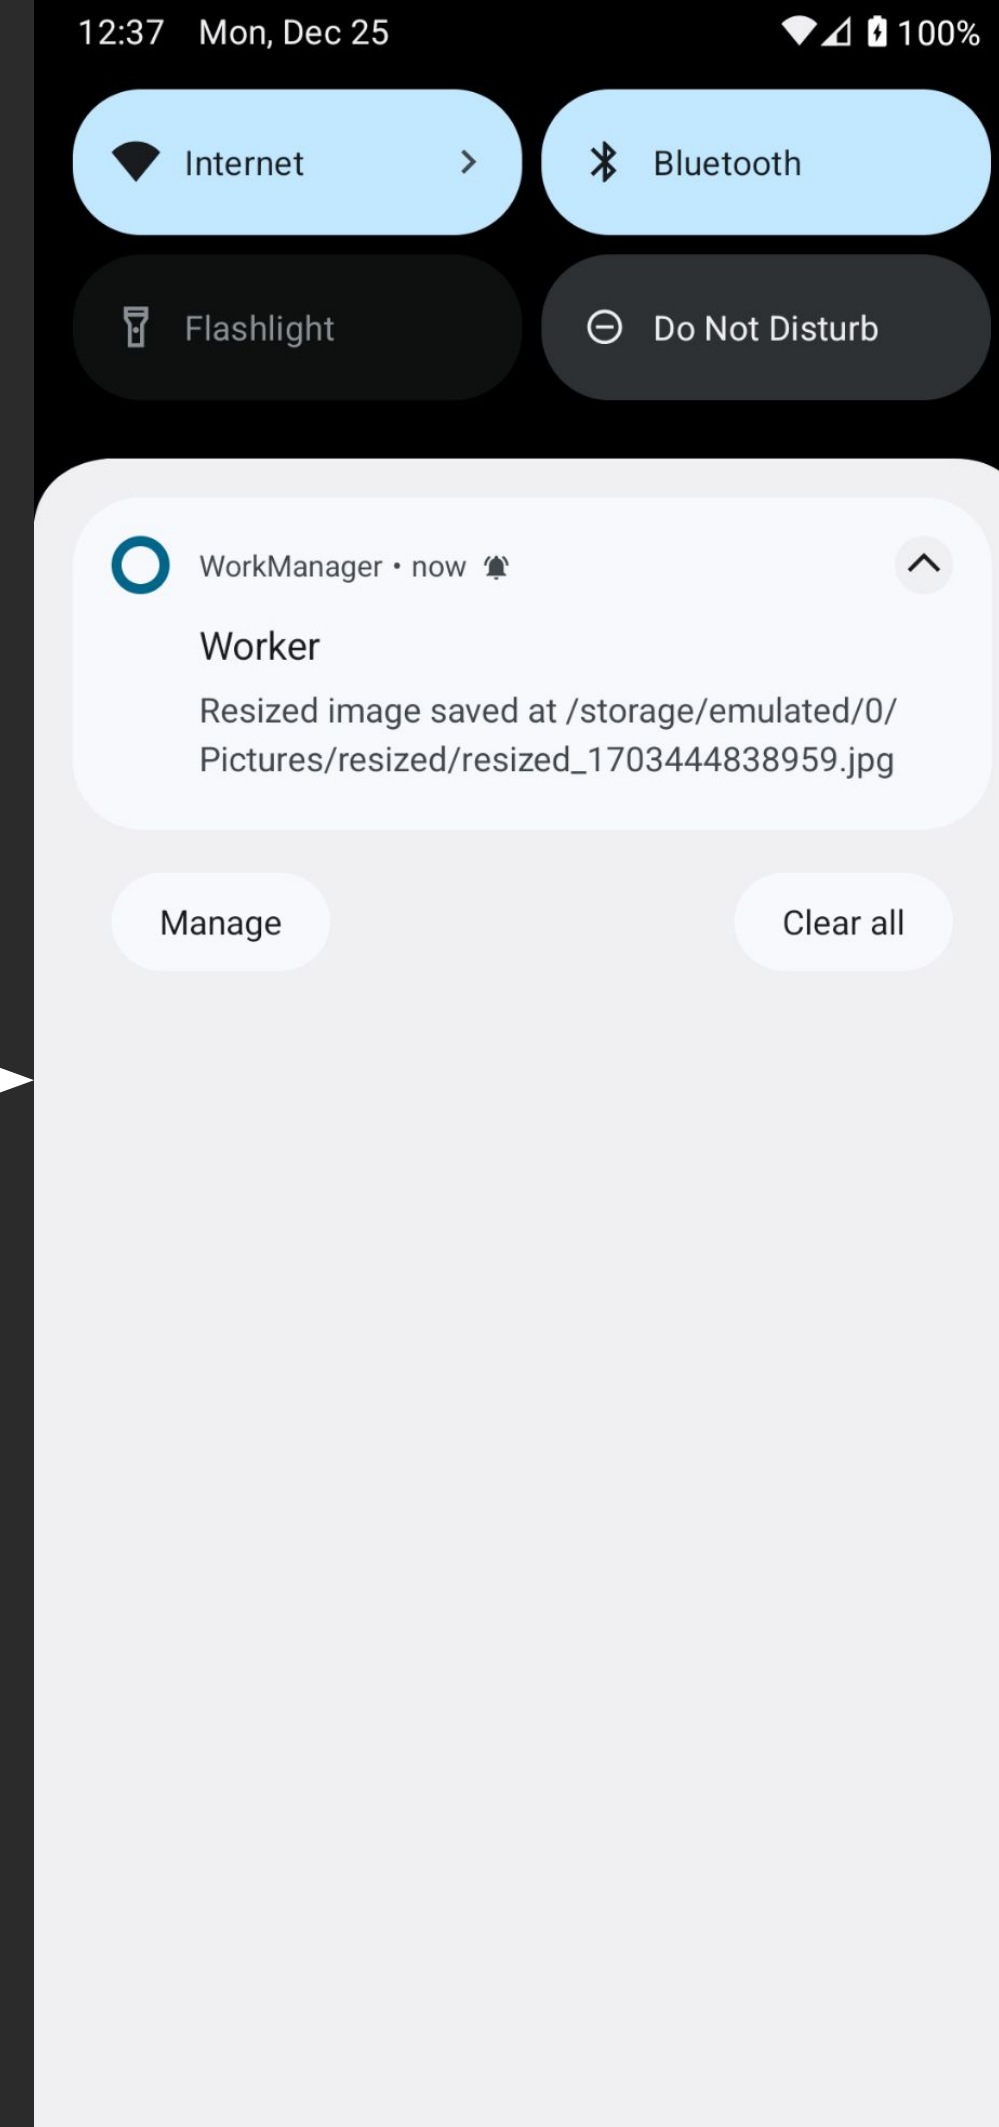 12:37 Mon, Dec 25 100%
Internet Bluetooth
Flashlight Do Not Disturb
WorkManager • now
Worker
Resized image saved at /storage/emulated/0/
Pictures/resized/resized_1703444838959.jpg
Manage Clear all